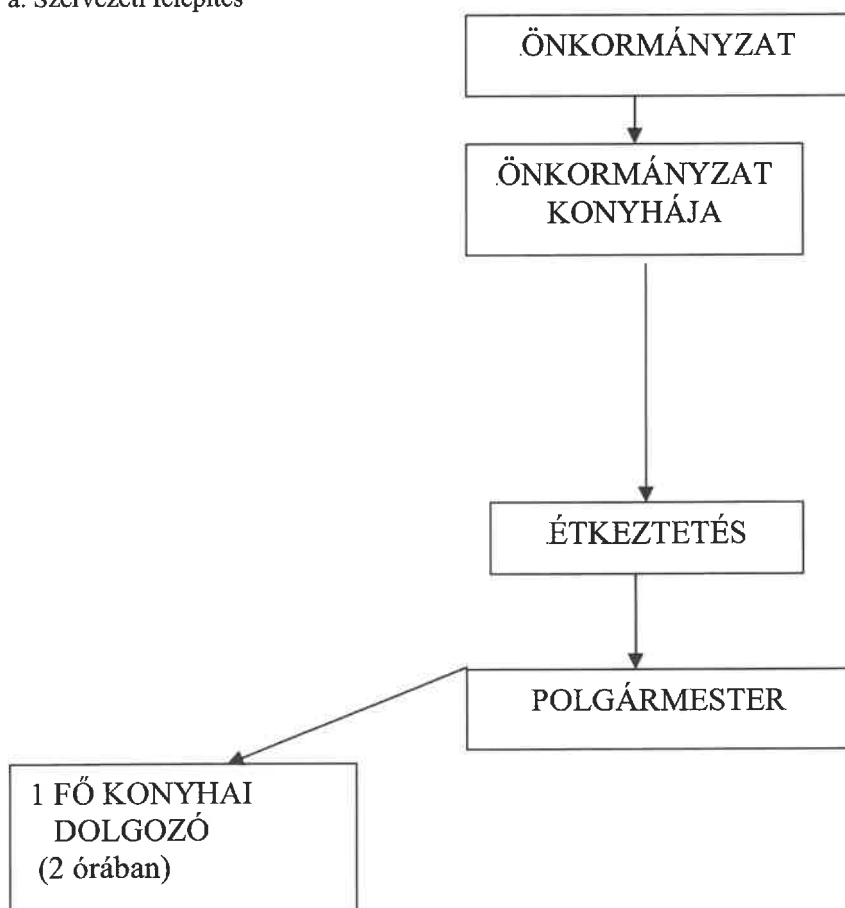 a. Szervezeti felépítés
ÖNKORMÁNYZAT
ÖNKORMÁNYZAT
KONYHÁJA
ÉTKEZTETÉS
POLGÁRMESTER
1 FŐ KONYHAI
DOLGOZÓ
(2 órában)